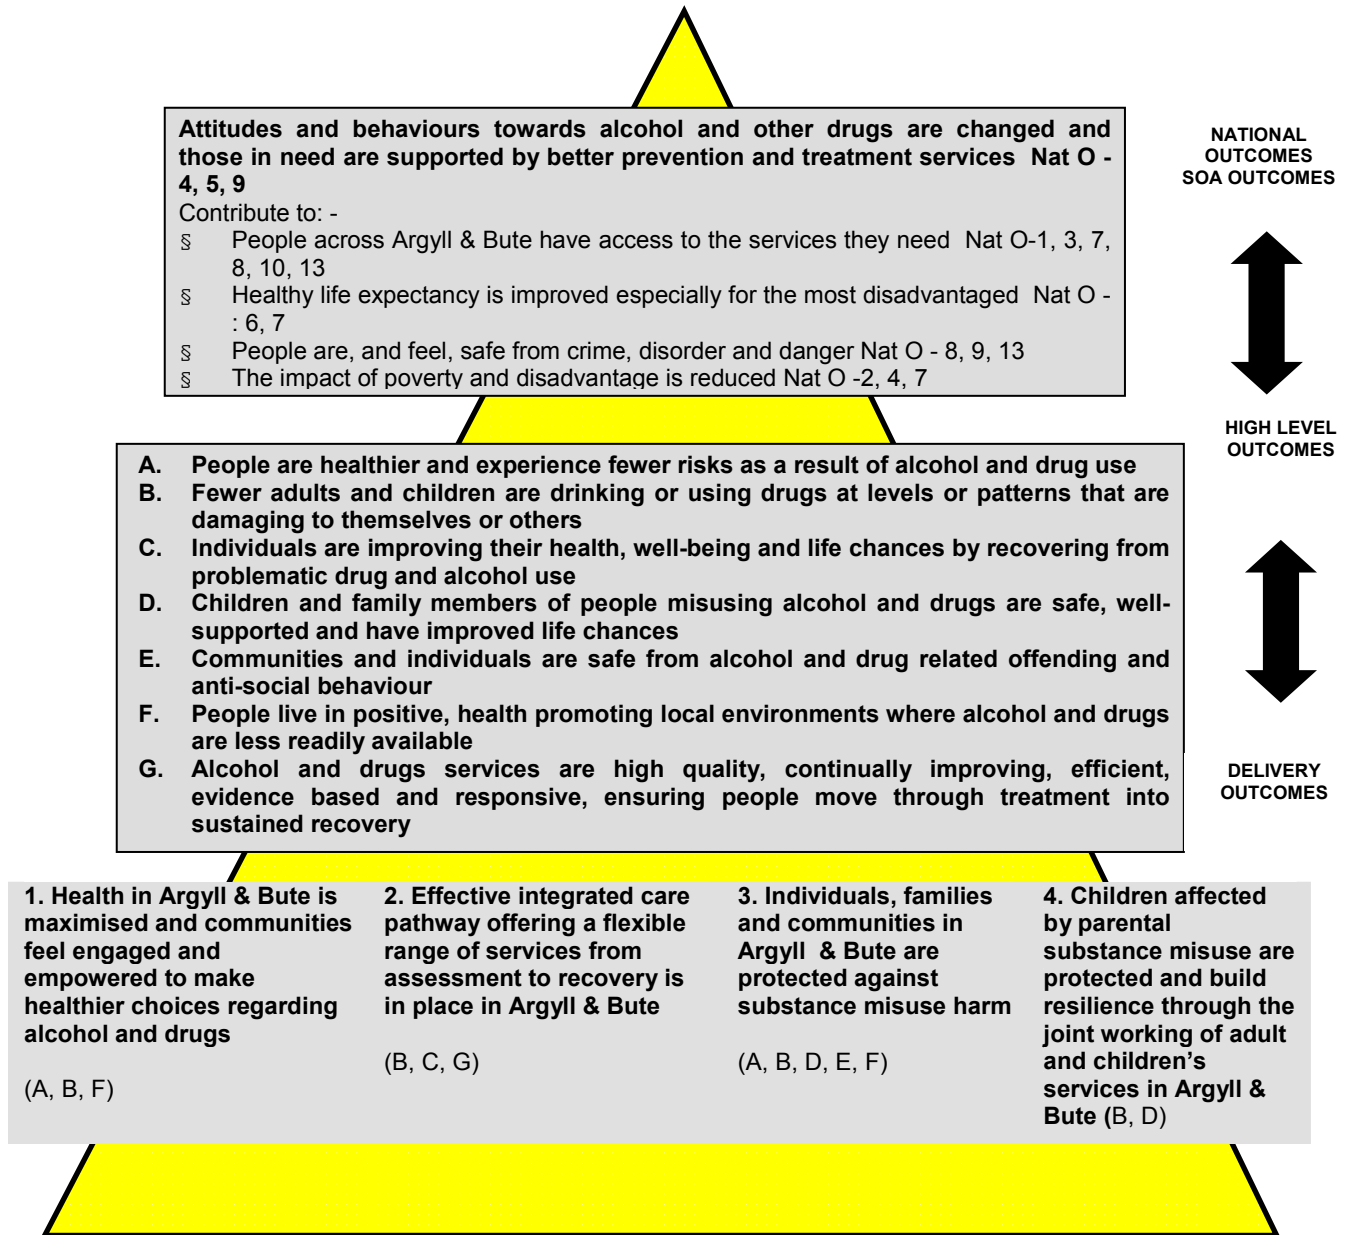 Attitudes and behaviours towards alcohol and other drugs are changed and
those in need are supported by better prevention and treatment services Nat O -
4, 5, 9
Contribute to: -
§ People across Argyll & Bute have access to the services they need Nat O-1, 3, 7,
8, 10, 13
§ Healthy life expectancy is improved especially for the most disadvantaged Nat O -
: 6, 7
§ People are, and feel, safe from crime, disorder and danger Nat O - 8, 9, 13
§ The impact of poverty and disadvantage is reduced Nat O -2, 4, 7
NATIONAL
OUTCOMES
SOA OUTCOMES
HIGH LEVEL
OUTCOMES
A. People are healthier and experience fewer risks as a result of alcohol and drug use
B. Fewer adults and children are drinking or using drugs at levels or patterns that are
damaging to themselves or others
C. Individuals are improving their health, well-being and life chances by recovering from
problematic drug and alcohol use
D. Children and family members of people misusing alcohol and drugs are safe, well-
supported and have improved life chances
E. Communities and individuals are safe from alcohol and drug related offending and
anti-social behaviour
F. People live in positive, health promoting local environments where alcohol and drugs
are less readily available
G. Alcohol and drugs services are high quality, continually improving, efficient,
evidence based and responsive, ensuring people move through treatment into
sustained recovery
DELIVERY
OUTCOMES
1. Health in Argyll & Bute is
maximised and communities
feel engaged and
empowered to make
healthier choices regarding
alcohol and drugs
(A, B, F)
2. Effective integrated care
pathway offering a flexible
range of services from
assessment to recovery is
in place in Argyll & Bute
(B, C, G)
3. Individuals, families
and communities in
Argyll & Bute are
protected against
substance misuse harm
(A, B, D, E, F)
4. Children affected
by parental
substance misuse are
protected and build
resilience through the
joint working of adult
and children’s
services in Argyll &
Bute (B, D)